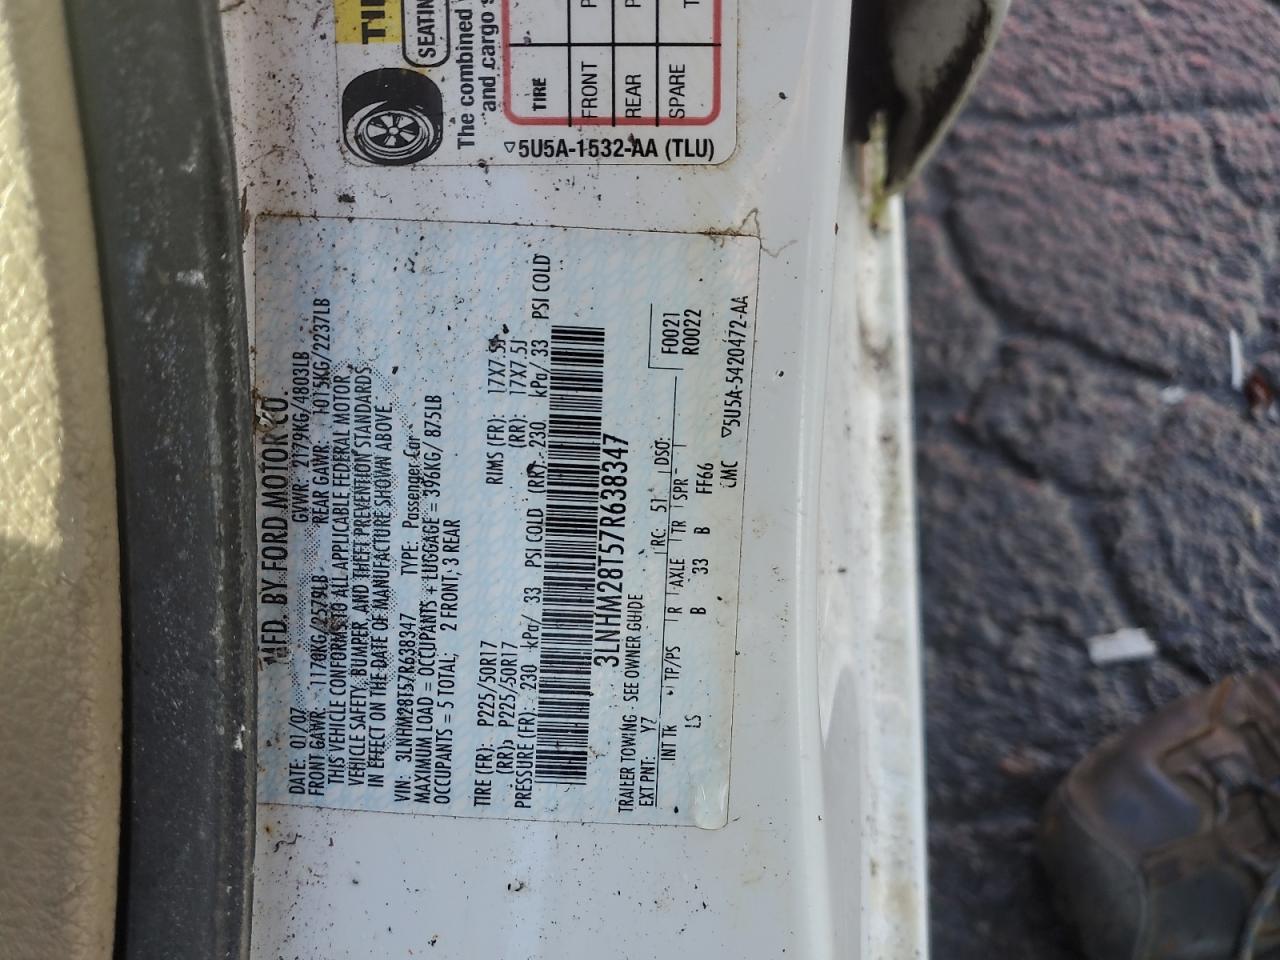 TIRE
FRONT
REAR
SPARE
SEATIN
The combined
and cargo
▽5U5A-1532-AA (TLU)
MFD. BY FORD MOTOR CO.
DATE: 01/07 GVWR: 2179KG/4803LB
FRONT GAWR: 1170KG/2579LB REAR GAWR: 1015KG/2237LB
THIS VEHICLE CONFORMS TO ALL APPLICABLE FEDERAL MOTOR
VEHICLE SAFETY, BUMPER, AND THEFT PREVENTION STANDARDS
IN EFFECT ON THE DATE OF MANUFACTURE SHOWN ABOVE.
VIN: 3LNHM28T57R638347 TYPE: Passenger Car
MAXIMUM LOAD = OCCUPANTS + LUGGAGE = 396KG/875LB
OCCUPANTS = 5 TOTAL; 2 FRONT; 3 REAR
TIRE (FR): P225/50R17 RIMS (FR): 17X7.5J
(RR): P225/50R17 (RR): 17X7.5J
PRESSURE (FR): 230 kPa/ 33 PSI COLD (RR): 230 kPa/ 33 PSI COLD
3LNHM28T57R638347
TRAILER TOWING - SEE OWNER GUIDE
EXT PNT: YZ RC: 51 DSO: F0021
INT TR TP/PS R AXLE TR SPR R0022
LS B 33 B FF66
CMC ▽5U5A-5420472-AA